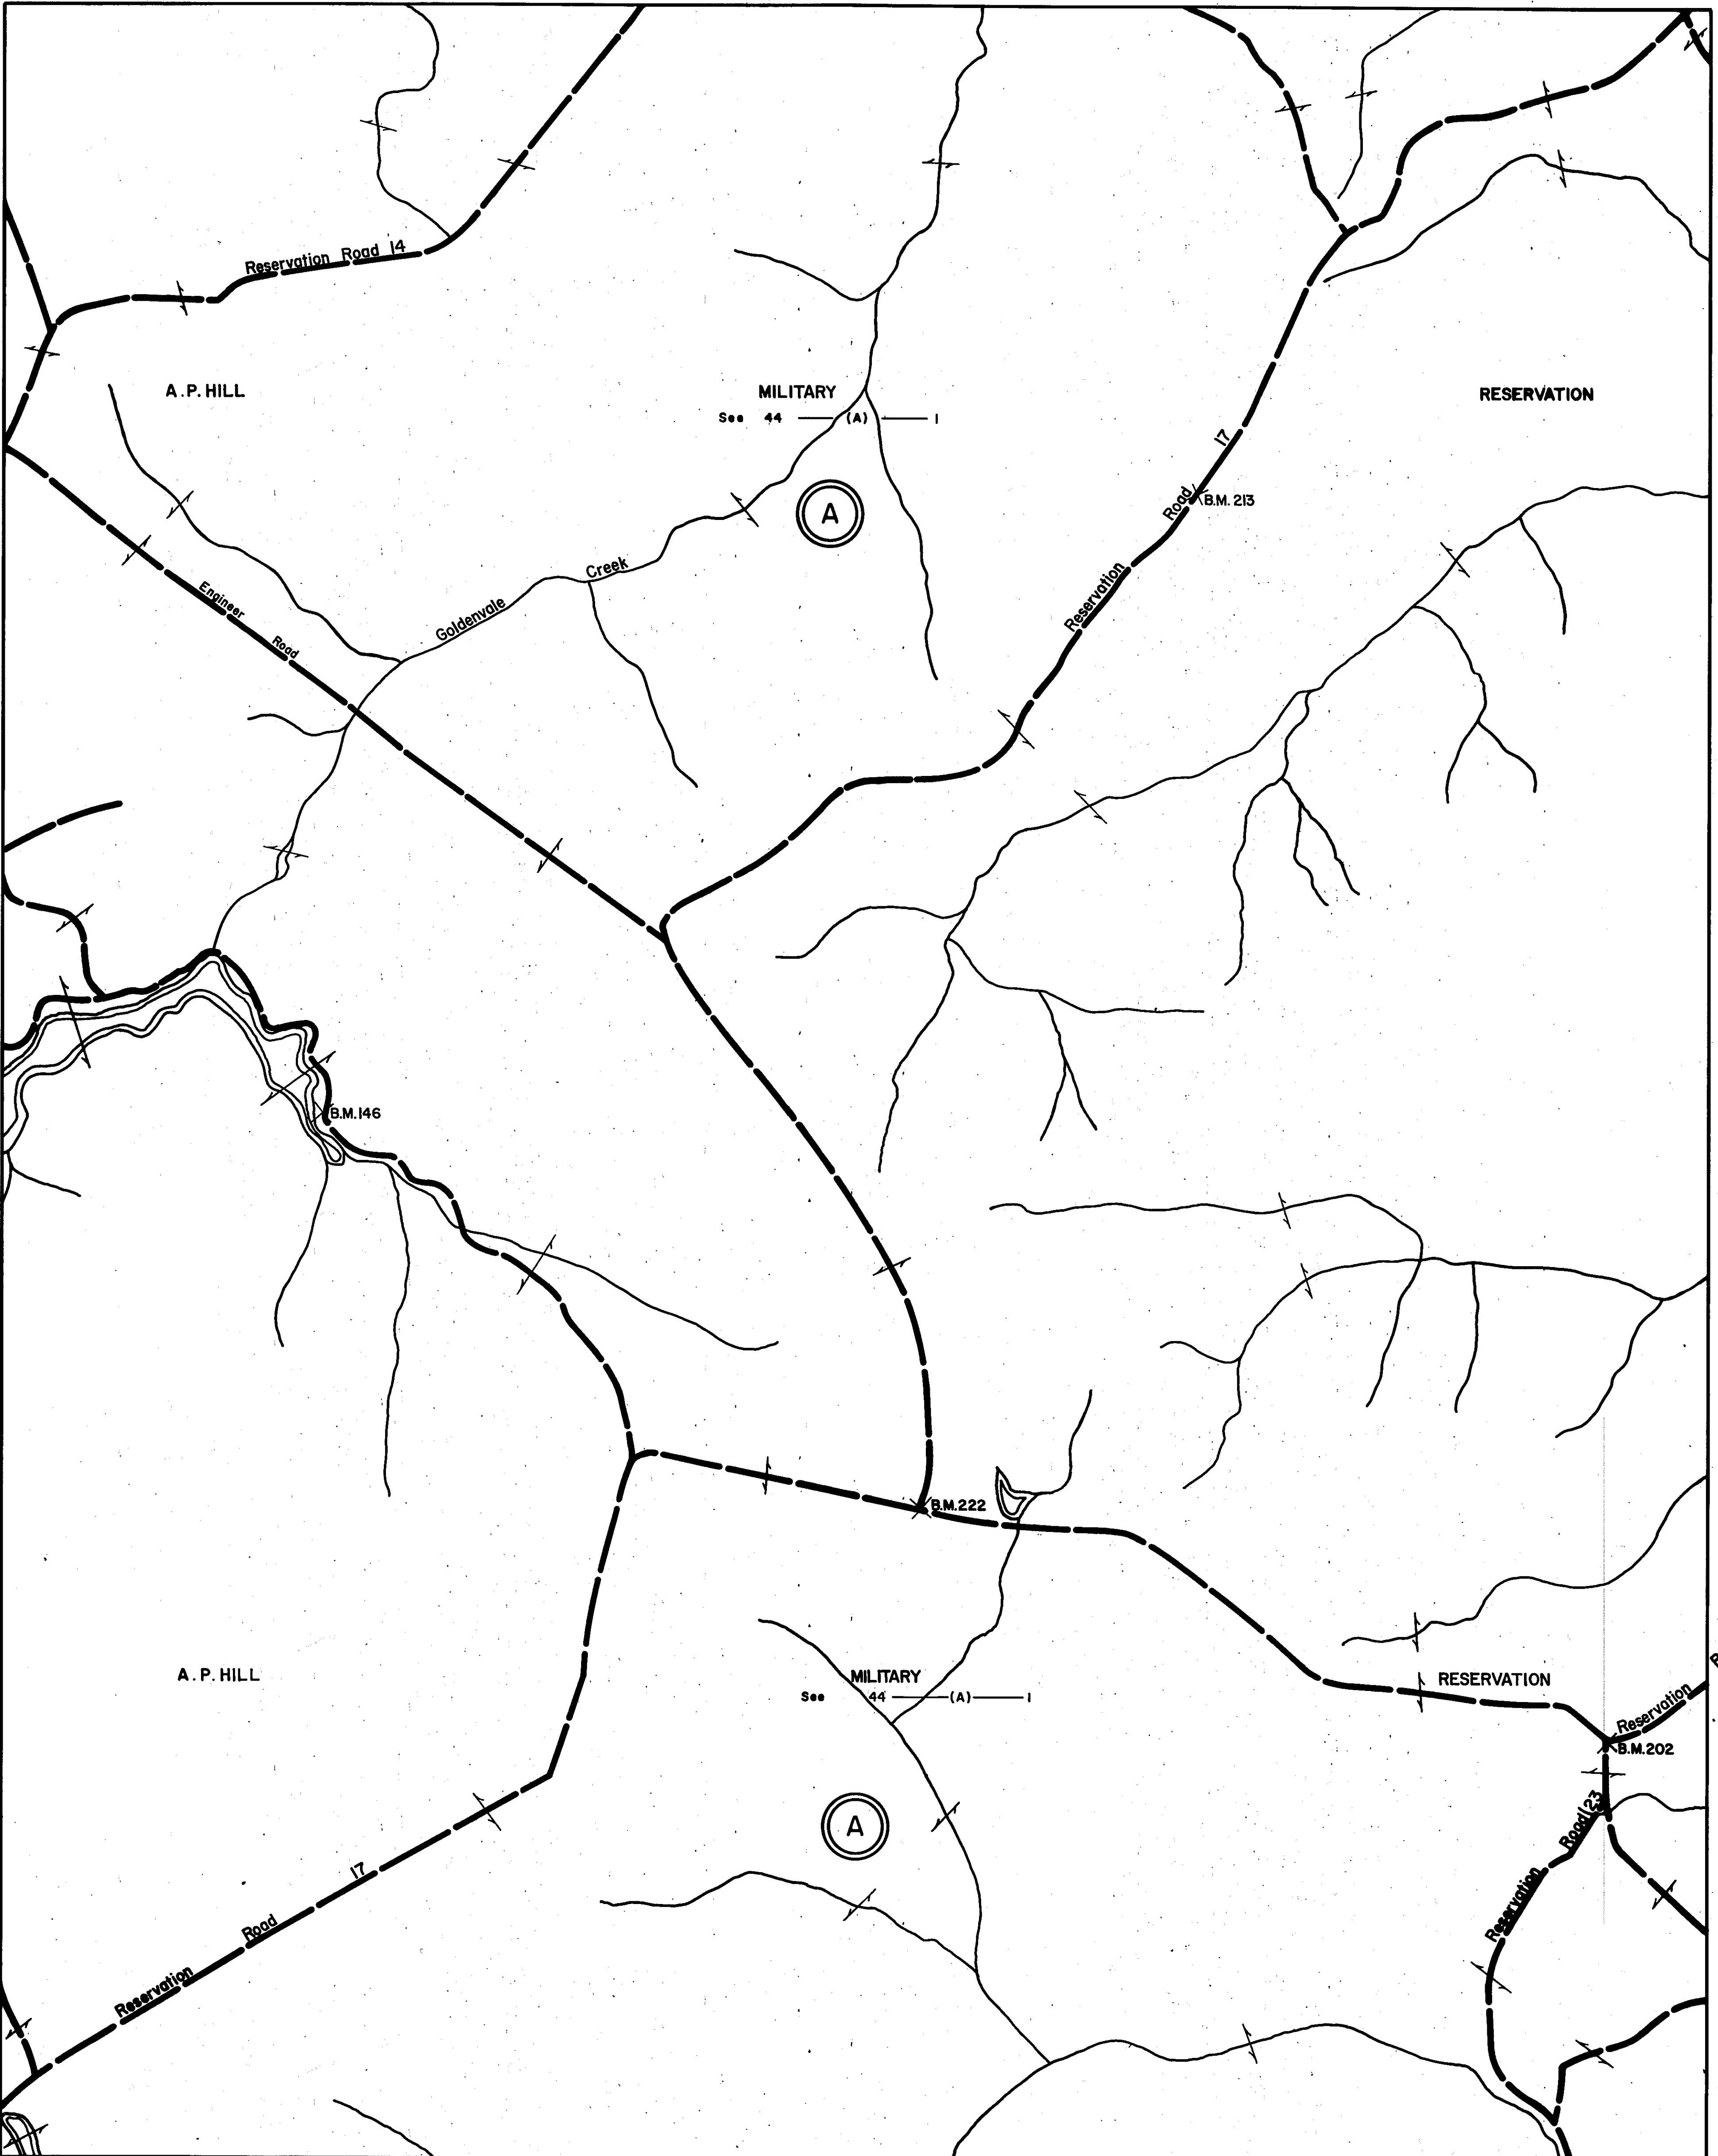 Reservation Road 14
A.P. HILL
MILITARY
RESERVATION
See 44 — (A) — 1
A
17
Road
B.M. 213
Reservation
Creek
Goldenvale
Engineer
Road
B.M. 146
B.M. 222
A.P. HILL
MILITARY
RESERVATION
See 44 — (A) — 1
Reservation
B.M. 202
A
Road 123
Reservation
17
Road
Reservation